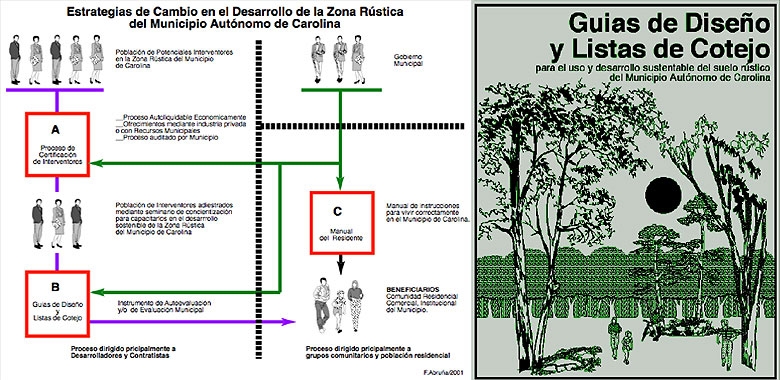 Estrategias de Cambio en el Desarrollo de la Zona Rústica
del Municipio Autónomo de Carolina
Población de Potenciales Interventores
en la Zona Rústica del Municipio
de Carolina
Gobierno
Municipal
A
Proceso de
Certificación
de Interventores
__Proceso Autoliquidable Economicamente
__Ofrecimientos mediante industria privada
o con Recursos Municipales
__Proceso auditado por Municipio
Población de Interventores adiestrados
mediante seminario de concientización
para capacitarlos en el desarrollo
sostenible de la Zona Rústica
del Municipio de Carolina
C
Manual
del Residente
Manual de instrucciones
para vivir correctamente
en el Municipio de Carolina.
B
Guias de Diseño
y
Listas de Cotejo
Instrumento de Autoevaluación
y/o de Evaluación Municipal
BENEFICIARIOS
Comunidad Residencial
Comercial, Institucional
del Municipio.
Proceso dirigido pricipalmente a
Desarrolladores y Contratistas
Proceso dirigido pricipalmente a
grupos comunitarios y población residencial
F.Abruña/2001
Guias de Diseño
y Listas de Cotejo
para el uso y desarrollo sustentable del suelo rústico
del Municipio Autónomo de Carolina